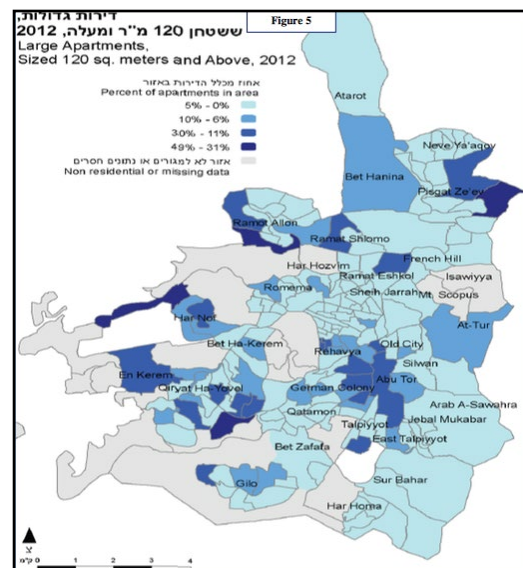 Figure 5
דירות גדולות,
ששטחן 120 מ"ר ומעלה, 2012
Large Apartments,
Sized 120 sq. meters and Above, 2012
אחוז מכלל הדירות באזור
Percent of apartments in area
5% - 0%
10% - 6%
30% - 11%
49% - 31%
אזור לא למגורים או נתונים חסרים
Non residential or missing data
Atarot
Neve Ya'aqov
Bet Hanina
Pisgat Ze'ev
Ramot Allon
Ramat Shlomo
French Hill
Har Hozvim
Ramat Eshkol
Isawiyya
Romema
Sheih Jarrah
Mt. Scopus
Har Nof
At-Tur
Bet Ha-Kerem
Rehavya
Old City
Silwan
En Kerem
Qiryat Ha-Yovel
German Colony
Abu Tor
Qatamon
Arab A-Sawahra
Talpiyyot
Jebal Mukabar
East Talpiyyot
Bet Zafafa
Gilo
Sur Bahar
Har Homa
צ
ק"מ 0 1 2 3 4